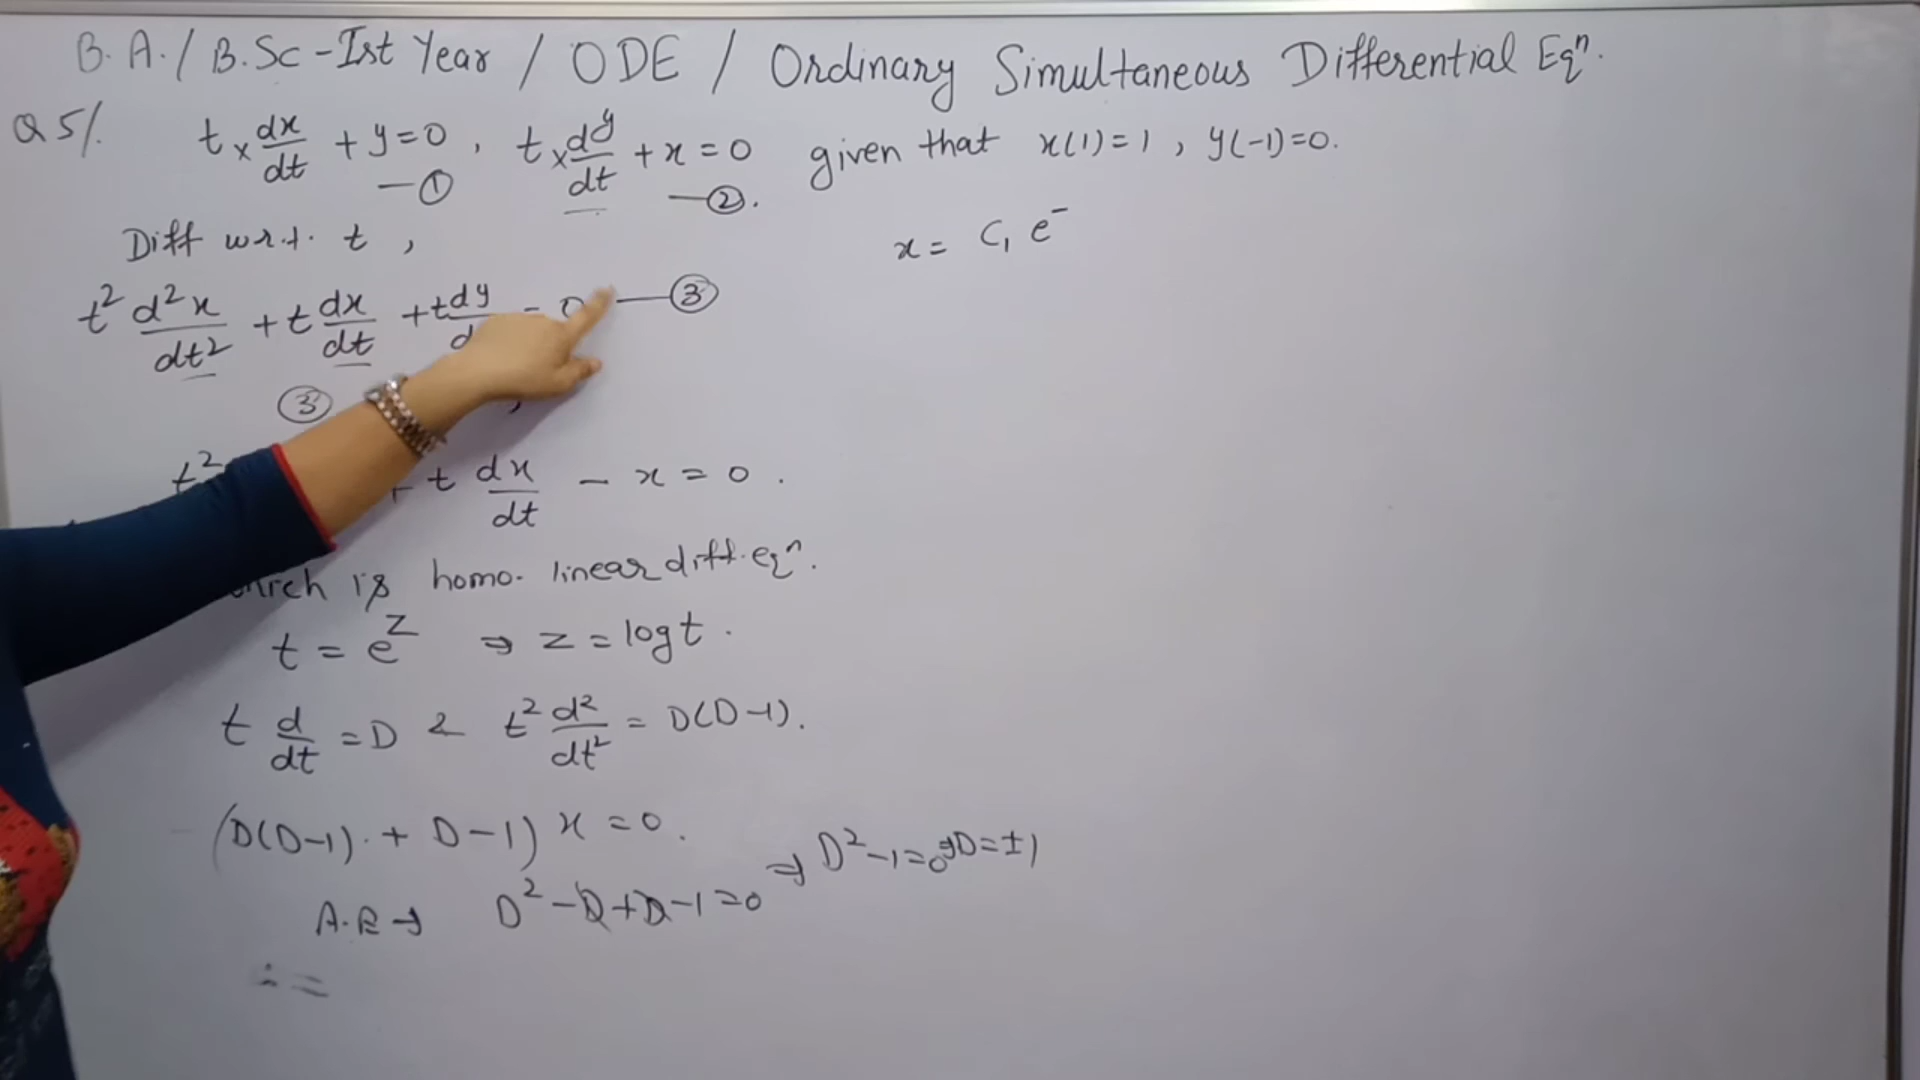 B.A./B.Sc-Ist Year / ODE / Ordinary Simultaneous Differential Eqⁿ.
Q5/. t × dx/dt + y = 0, —① t × dy/dt + x = 0 —②. given that x(1) = 1, y(-1) = 0.
Diff w.r.t. t,
x = C₁ e⁻
t² d²x/dt² + t dx/dt + t dy/d = 0 —③
③
t² + t dx/dt - x = 0.
is homo. linear diff. eqⁿ.
t = e^z ⇒ z = log t.
t d/dt = D & t² d²/dt² = D(D-1).
(D(D-1). + D-1) x = 0.
A.E → D² - D + D - 1 = 0 ⇒ D² - 1 = 0 ⇒ D = ±1